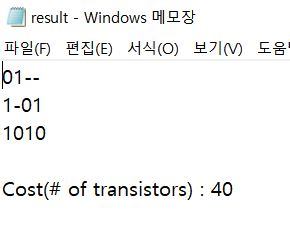 result - Windows 메모장
파일(F) 편집(E) 서식(O) 보기(V) 도움
01--
1-01
1010
Cost(# of transistors) : 40